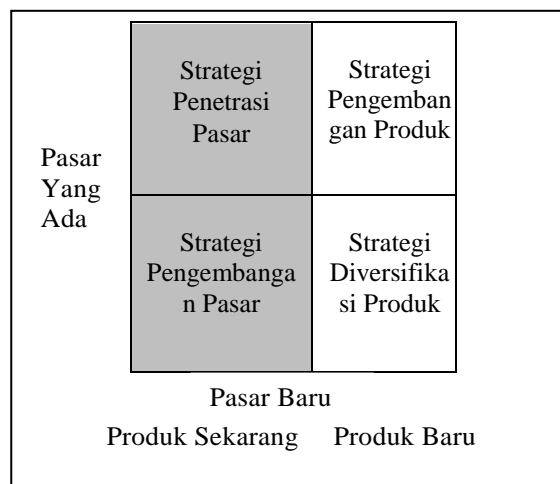 Strategi
Penetrasi
Pasar
Strategi
Pengemban
gan Produk
Pasar
Yang
Ada
Strategi
Pengembanga
n Pasar
Strategi
Diversifika
si Produk
Pasar Baru
Produk Sekarang Produk Baru